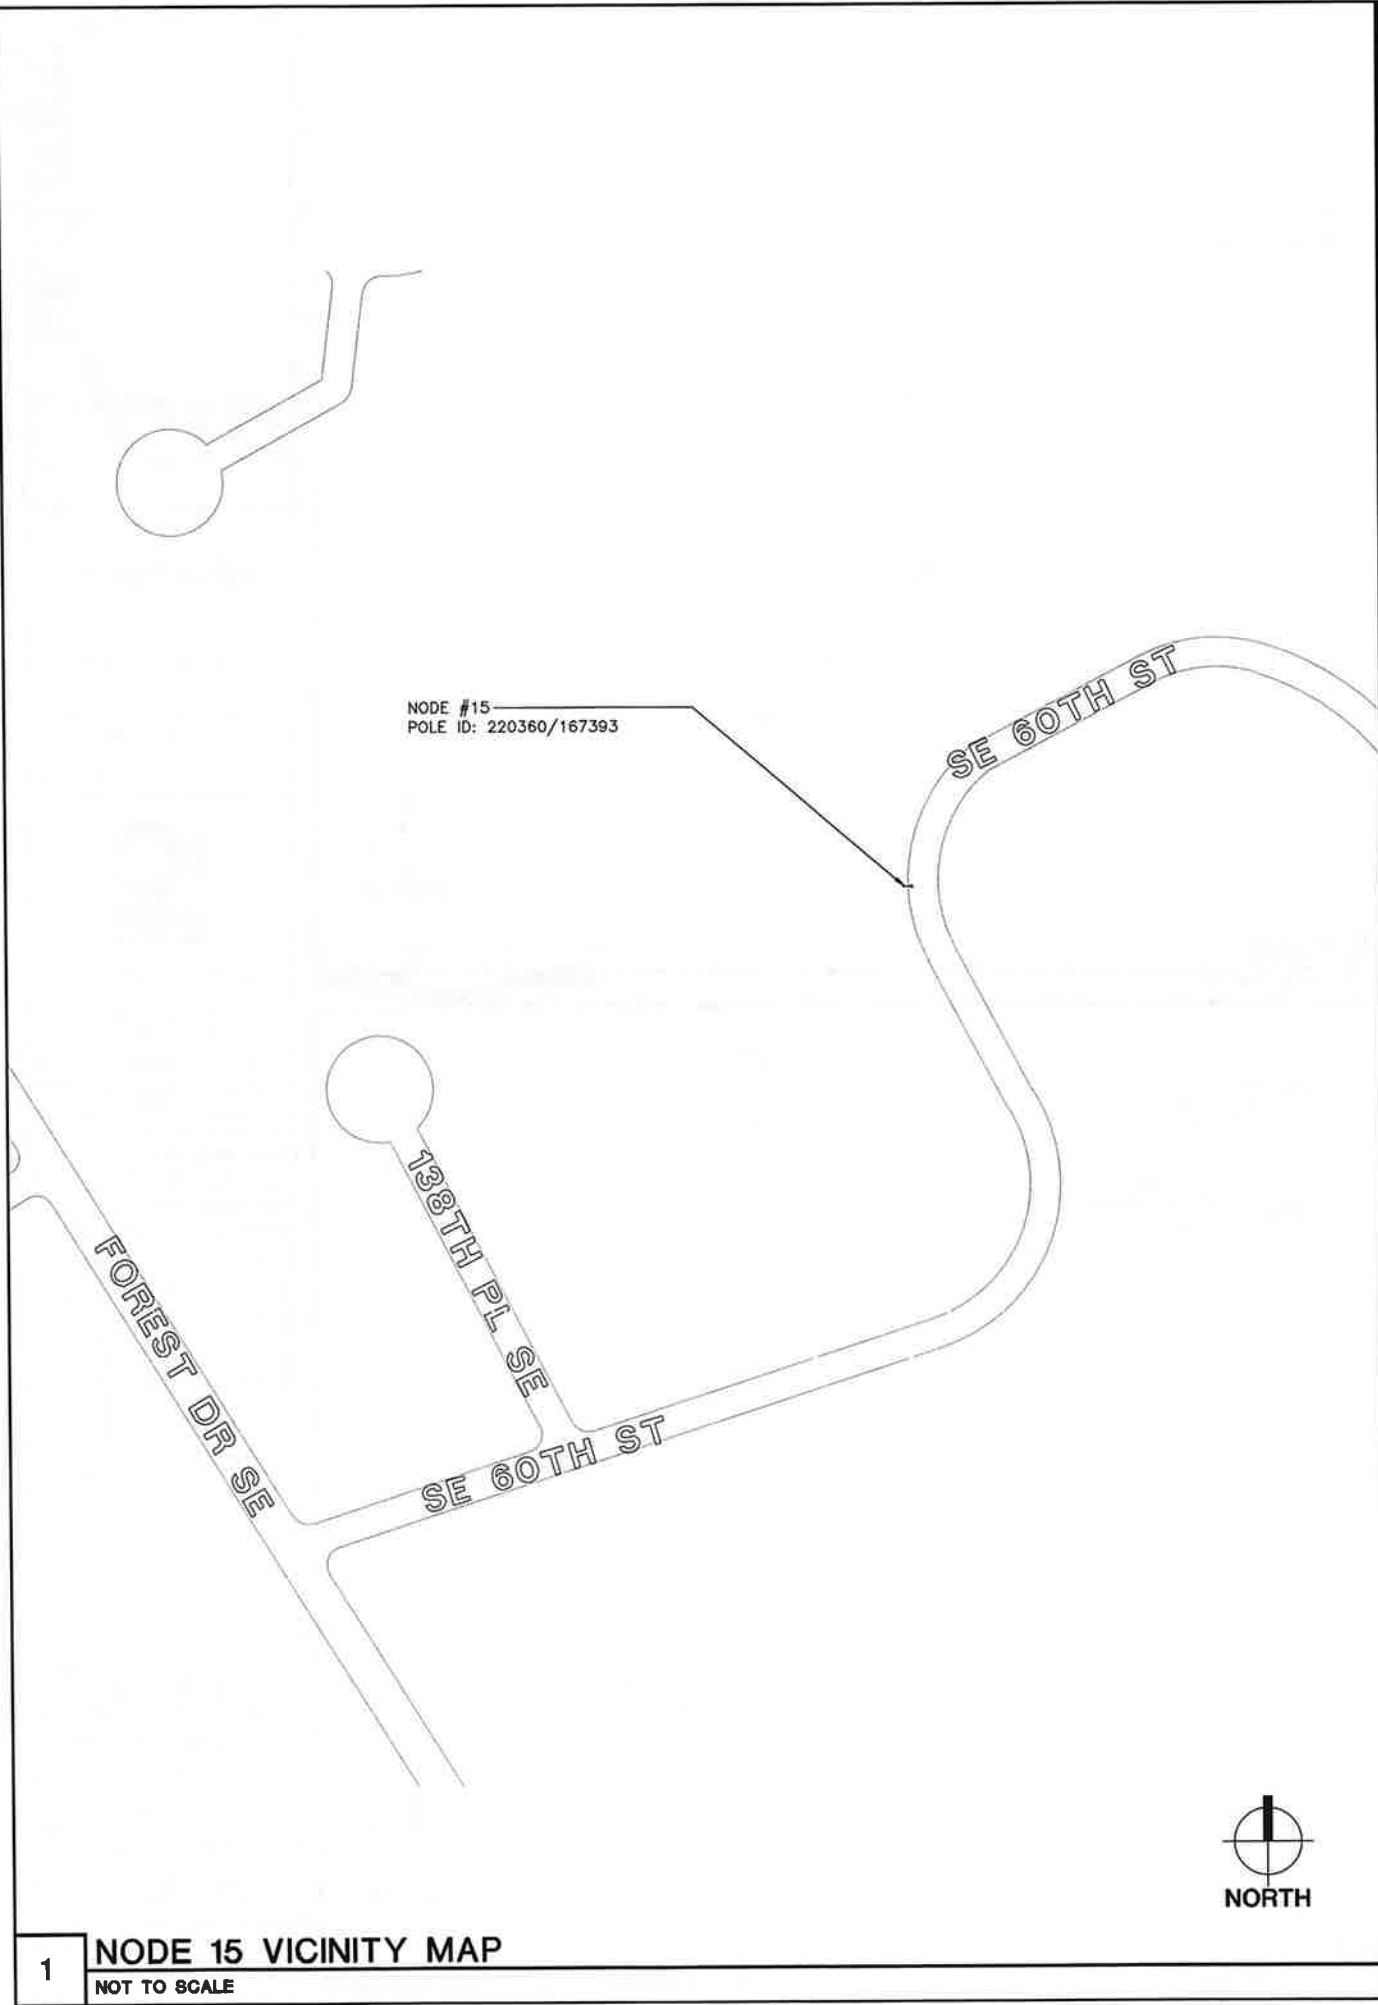 NODE #15
POLE ID: 220360/167393
SE 60TH ST
138TH PL SE
FOREST DR SE
SE 60TH ST
NORTH
1
NODE 15 VICINITY MAP
NOT TO SCALE